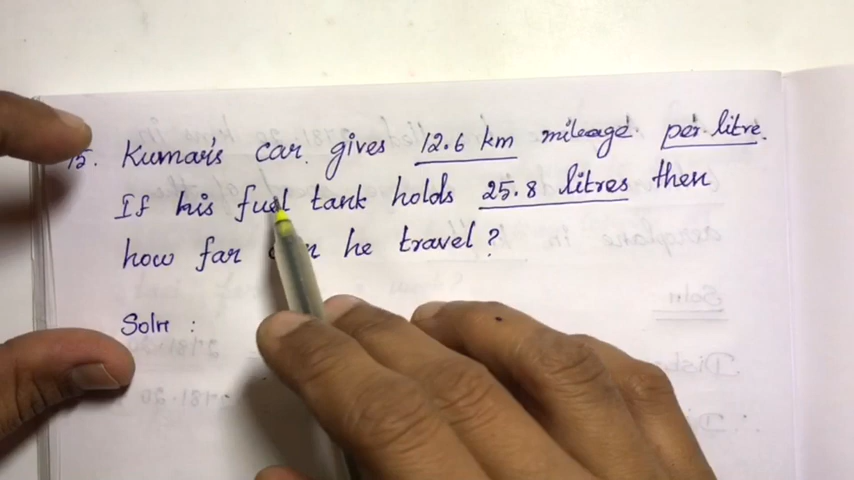 15. Kumar's car gives 12.6 km mileage per litre.
If his fuel tank holds 25.8 litres then
how far can he travel?
Soln :